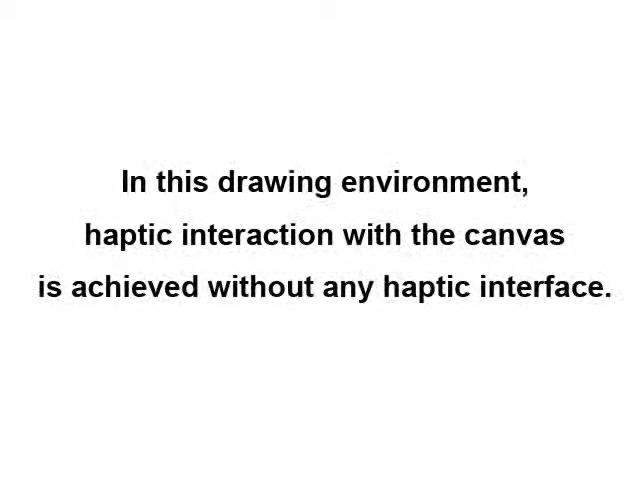 In this drawing environment,
haptic interaction with the canvas
is achieved without any haptic interface.